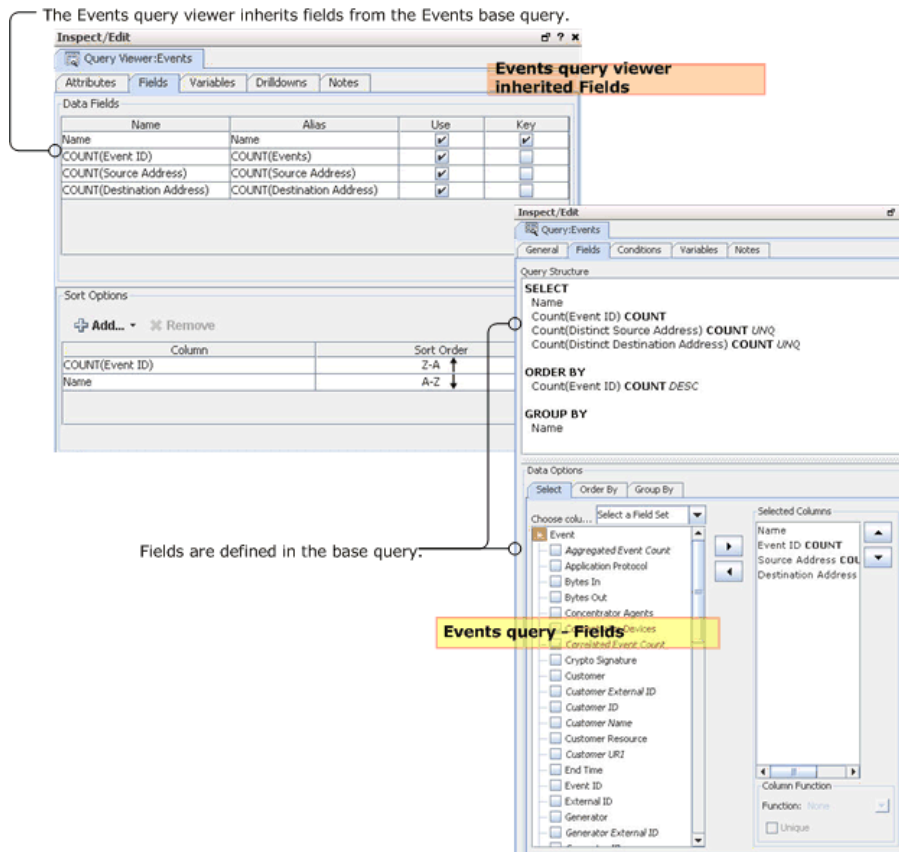 The Events query viewer inherits fields from the Events base query.
Inspect/Edit
Query Viewer:Events
Events query viewer
inherited Fields
Attributes Fields Variables Drilldowns Notes
Data Fields
Name Alias Use Key
Name Name
COUNT(Event ID) COUNT(Events)
COUNT(Source Address) COUNT(Source Address)
COUNT(Destination Address) COUNT(Destination Address)
Sort Options
Add... Remove
Column Sort Order
COUNT(Event ID) Z-A
Name A-Z
Inspect/Edit
Query:Events
General Fields Conditions Variables Notes
Query Structure
SELECT
Name
Count(Event ID) COUNT
Count(Distinct Source Address) COUNT UNQ
Count(Distinct Destination Address) COUNT UNQ
ORDER BY
Count(Event ID) COUNT DESC
GROUP BY
Name
Data Options
Select Order By Group By
Choose colu... Select a Field Set
Event
Aggregated Event Count
Application Protocol
Bytes In
Bytes Out
Concentrator Agents
Devices
Correlated Event Count
Crypto Signature
Customer
Customer External ID
Customer ID
Customer Name
Customer Resource
Customer URI
End Time
Event ID
External ID
Generator
Generator External ID
Selected Columns
Name
Event ID COUNT
Source Address COU
Destination Address
Column Function
Function: None
Unique
Fields are defined in the base query.
Events query - Fields